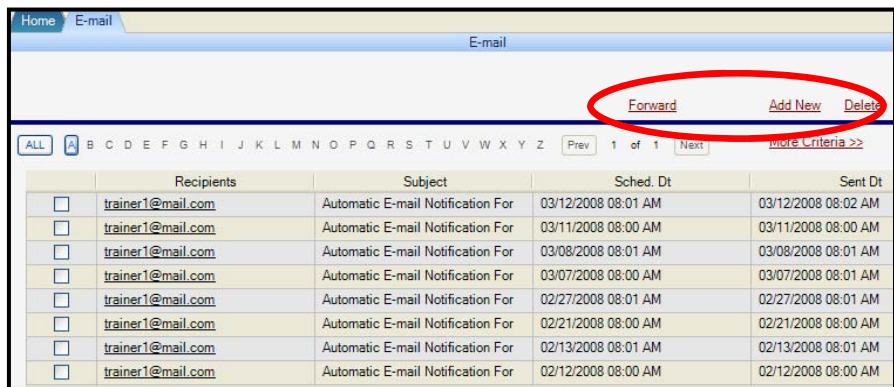 Home E-mail
E-mail
Forward Add New Delete
ALL A B C D E F G H I J K L M N O P Q R S T U V W X Y Z Prev 1 of 1 Next More Criteria >>
Recipients Subject Sched. Dt Sent Dt
trainer1@mail.com Automatic E-mail Notification For 03/12/2008 08:01 AM 03/12/2008 08:02 AM
trainer1@mail.com Automatic E-mail Notification For 03/11/2008 08:00 AM 03/11/2008 08:00 AM
trainer1@mail.com Automatic E-mail Notification For 03/08/2008 08:01 AM 03/08/2008 08:01 AM
trainer1@mail.com Automatic E-mail Notification For 03/07/2008 08:00 AM 03/07/2008 08:01 AM
trainer1@mail.com Automatic E-mail Notification For 02/27/2008 08:01 AM 02/27/2008 08:01 AM
trainer1@mail.com Automatic E-mail Notification For 02/21/2008 08:00 AM 02/21/2008 08:00 AM
trainer1@mail.com Automatic E-mail Notification For 02/13/2008 08:01 AM 02/13/2008 08:01 AM
trainer1@mail.com Automatic E-mail Notification For 02/12/2008 08:00 AM 02/12/2008 08:00 AM